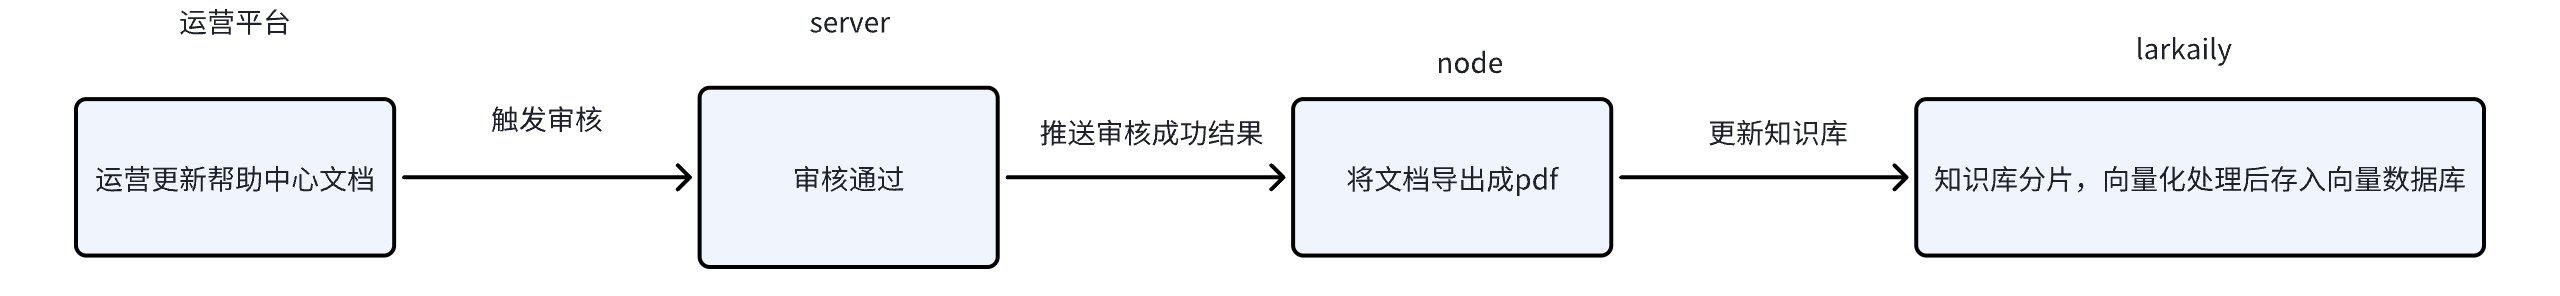 运营平台
server
node
larkaily
运营更新帮助中心文档
触发审核
审核通过
推送审核成功结果
将文档导出成pdf
更新知识库
知识库分片，向量化处理后存入向量数据库